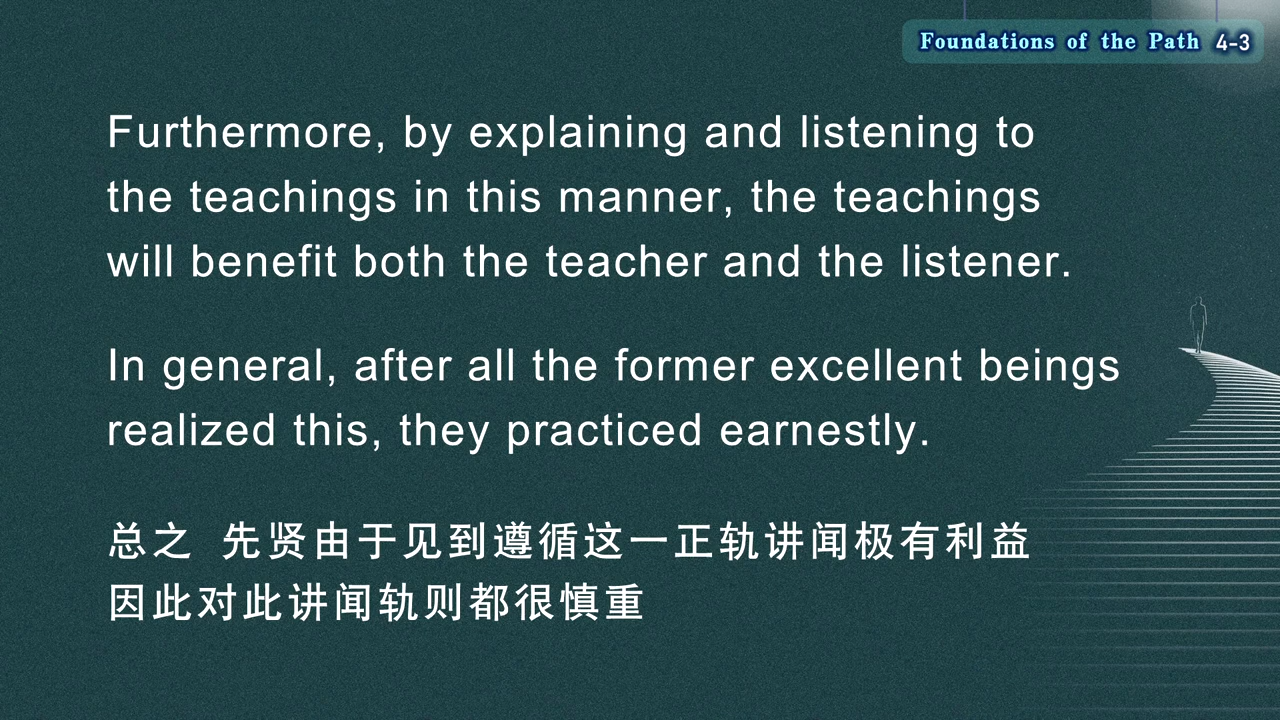 Foundations of the Path 4-3
Furthermore, by explaining and listening to
the teachings in this manner, the teachings
will benefit both the teacher and the listener.
In general, after all the former excellent beings
realized this, they practiced earnestly.
总之 先贤由于见到遵循这一正轨讲闻极有利益
因此对此讲闻轨则都很慎重